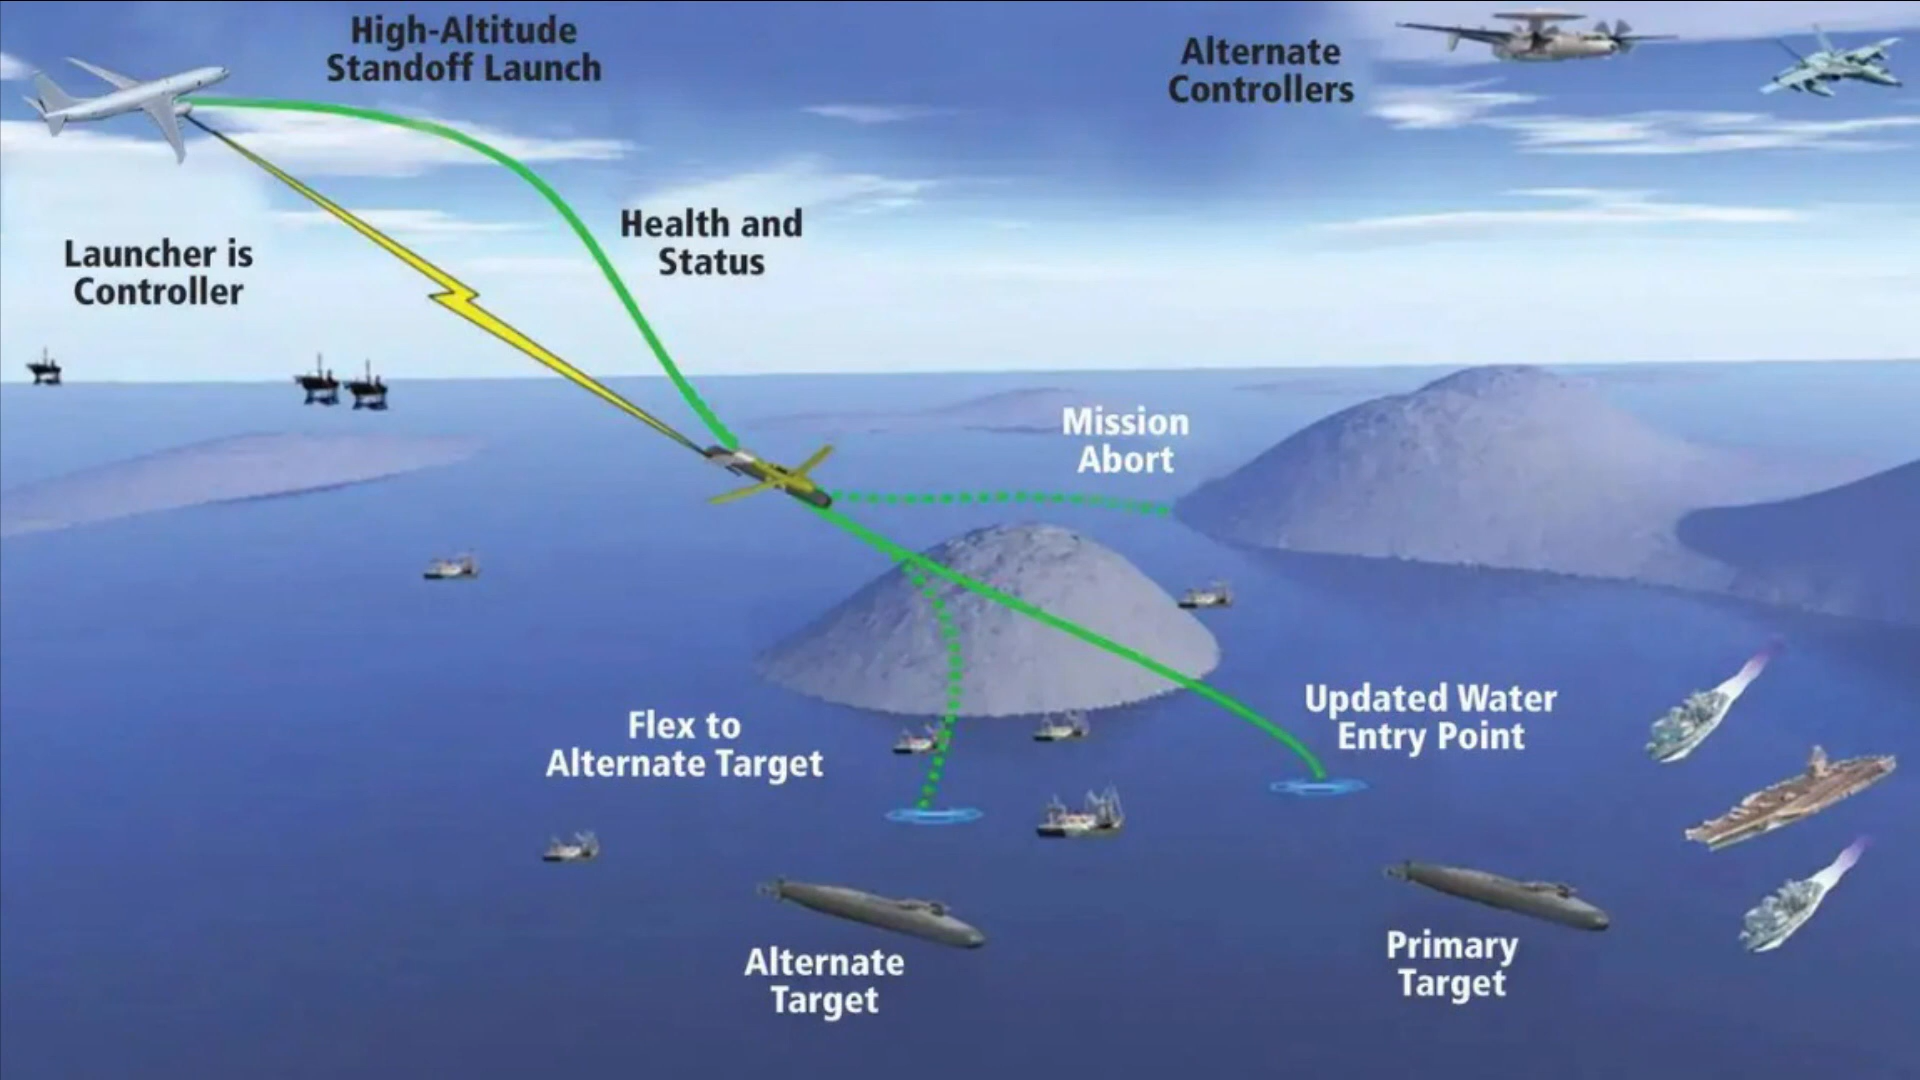 High-Altitude
Standoff Launch
Alternate
Controllers
Health and
Status
Launcher is
Controller
Mission
Abort
Updated Water
Entry Point
Flex to
Alternate Target
Primary
Target
Alternate
Target